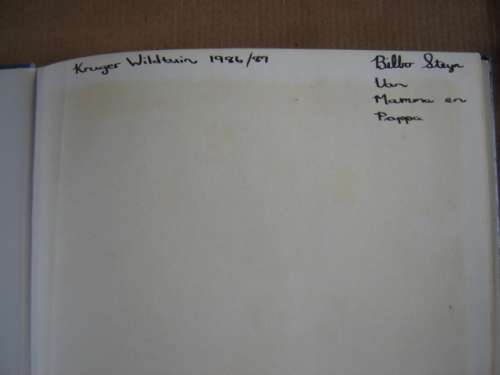 Kruger Wildtuin 1986/87
Bilbo Steyn
Van
Mamma en
Pappa